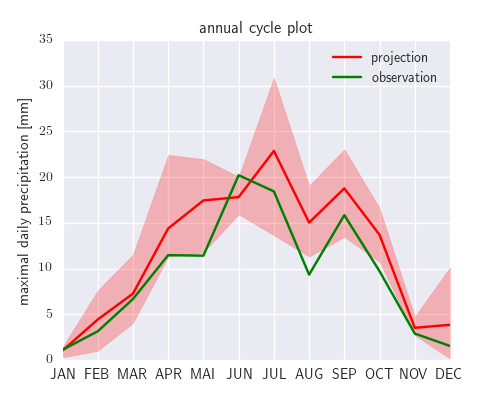 annual cycle plot
projection
observation
maximal daily precipitation [mm]
35
30
25
20
15
10
5
0
JAN FEB MAR APR MAI JUN JUL AUG SEP OCT NOV DEC